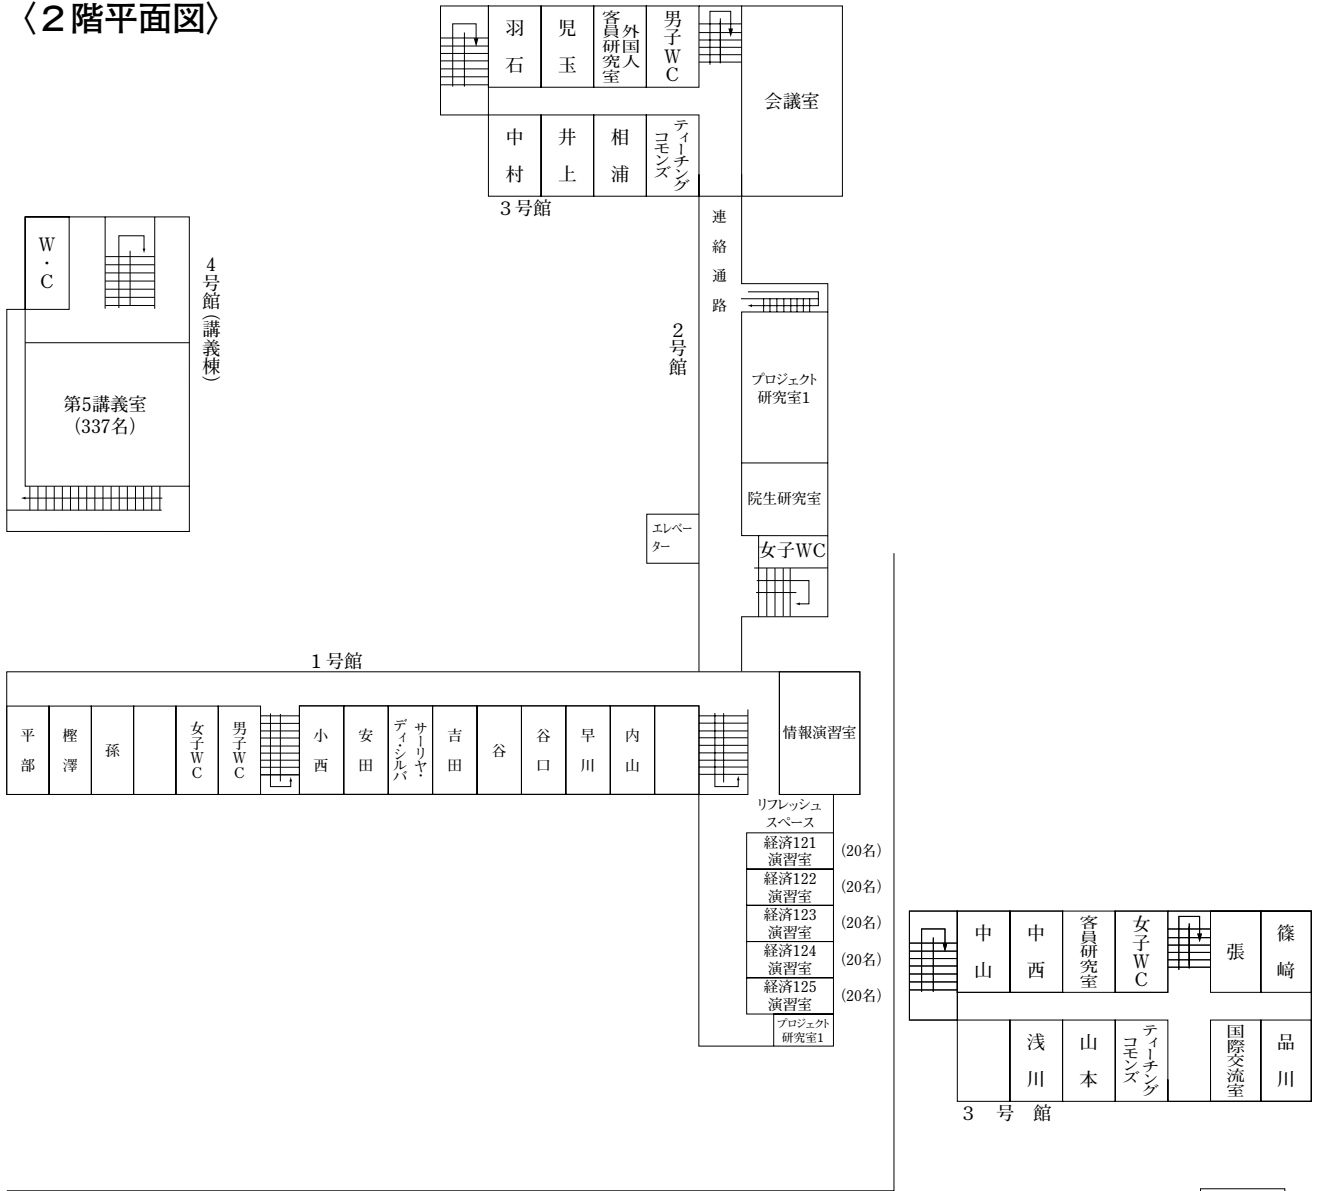 〈２階平面図〉
羽石
児玉
外国人
客員研究室
男子WC
会議室
中村
井上
相浦
ティーチング
コモンズ
３号館
連絡通路
W・C
4号館（講義棟）
第5講義室
（337名）
2号館
プロジェクト
研究室1
院生研究室
エレベー
ター
女子WC
１号館
平部
樫澤
孫
女子WC
男子WC
小西
安田
サーリヤ・
ディ・シルバ
吉田
谷
谷口
早川
内山
情報演習室
リフレッシュ
スペース
経済121
演習室
（20名）
経済122
演習室
（20名）
経済123
演習室
（20名）
経済124
演習室
（20名）
経済125
演習室
（20名）
プロジェクト
研究室1
中山
中西
客員研究室
女子WC
張
篠﨑
浅川
山本
ティーチング
コモンズ
国際交流室
品川
３号館